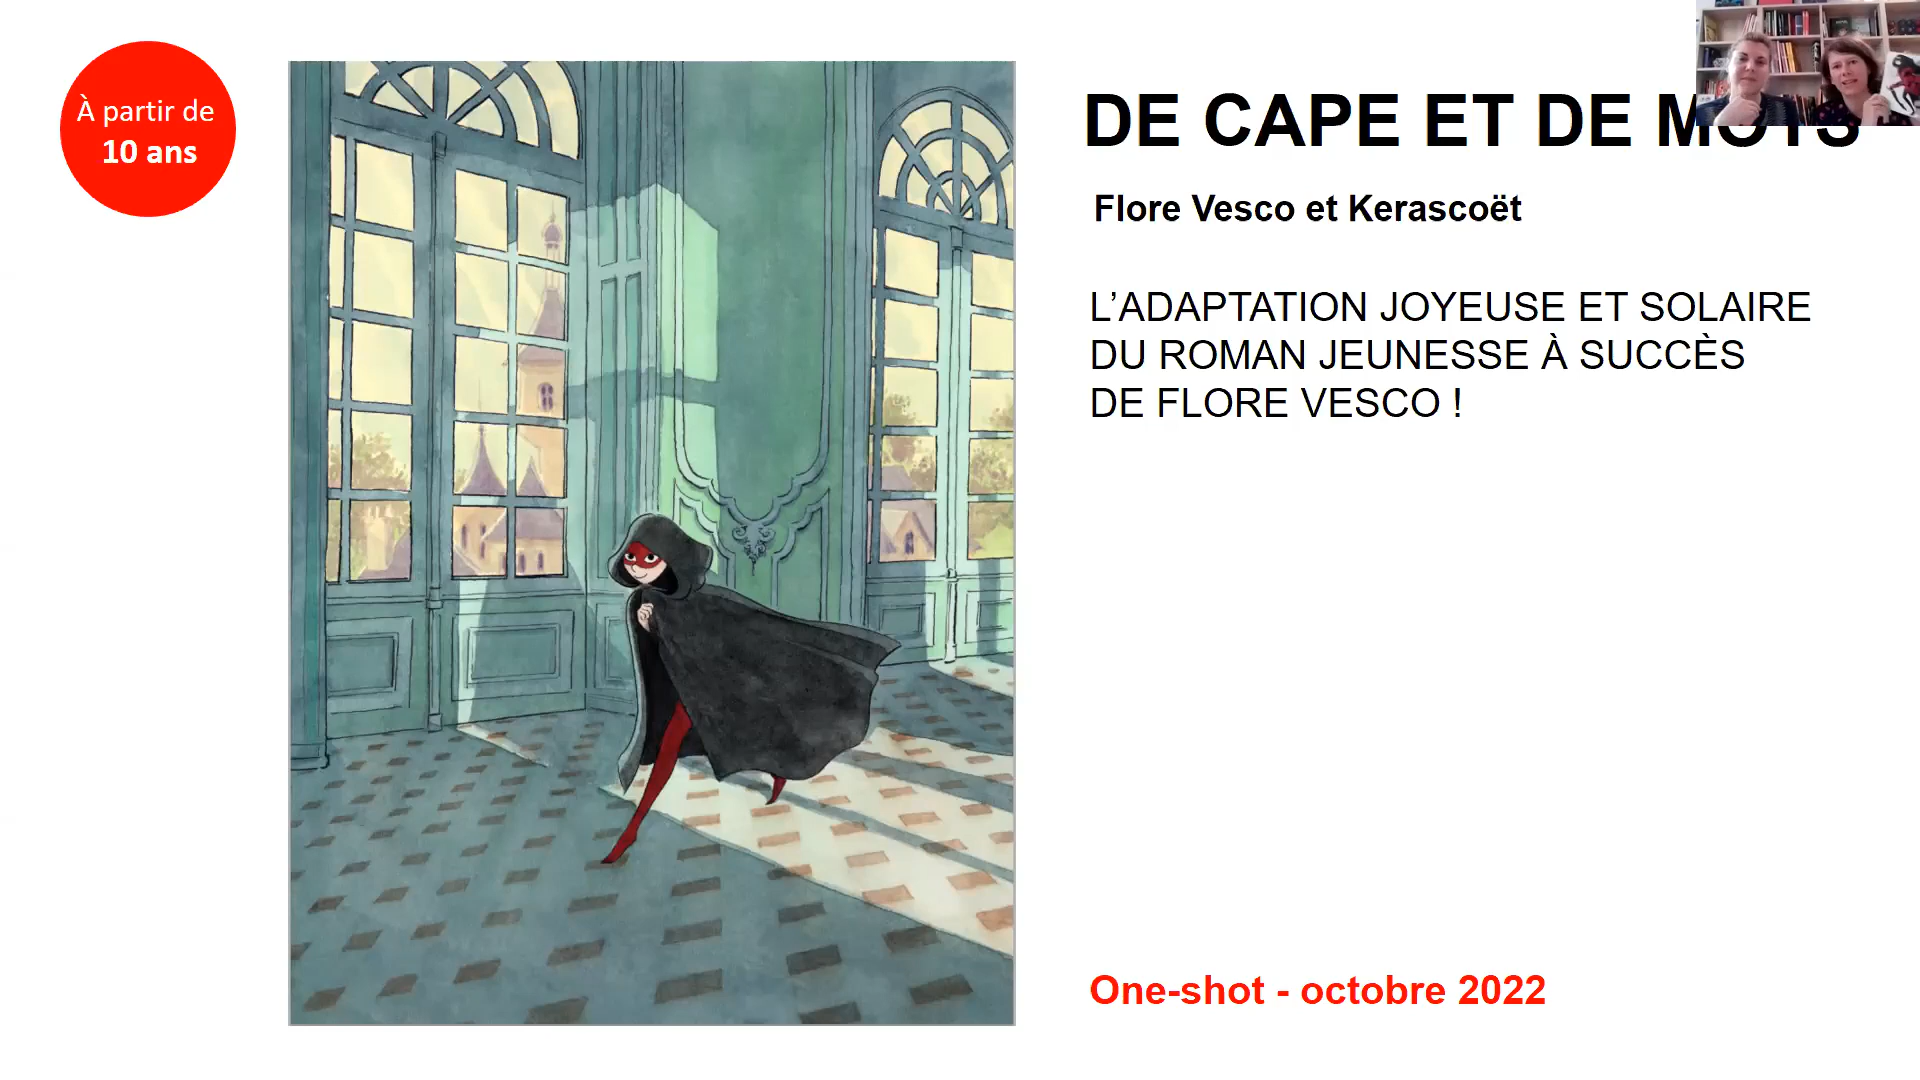 À partir de
10 ans
DE CAPE ET DE MOTS
Flore Vesco et Kerascoët
L’ADAPTATION JOYEUSE ET SOLAIRE
DU ROMAN JEUNESSE À SUCCÈS
DE FLORE VESCO !
One-shot - octobre 2022